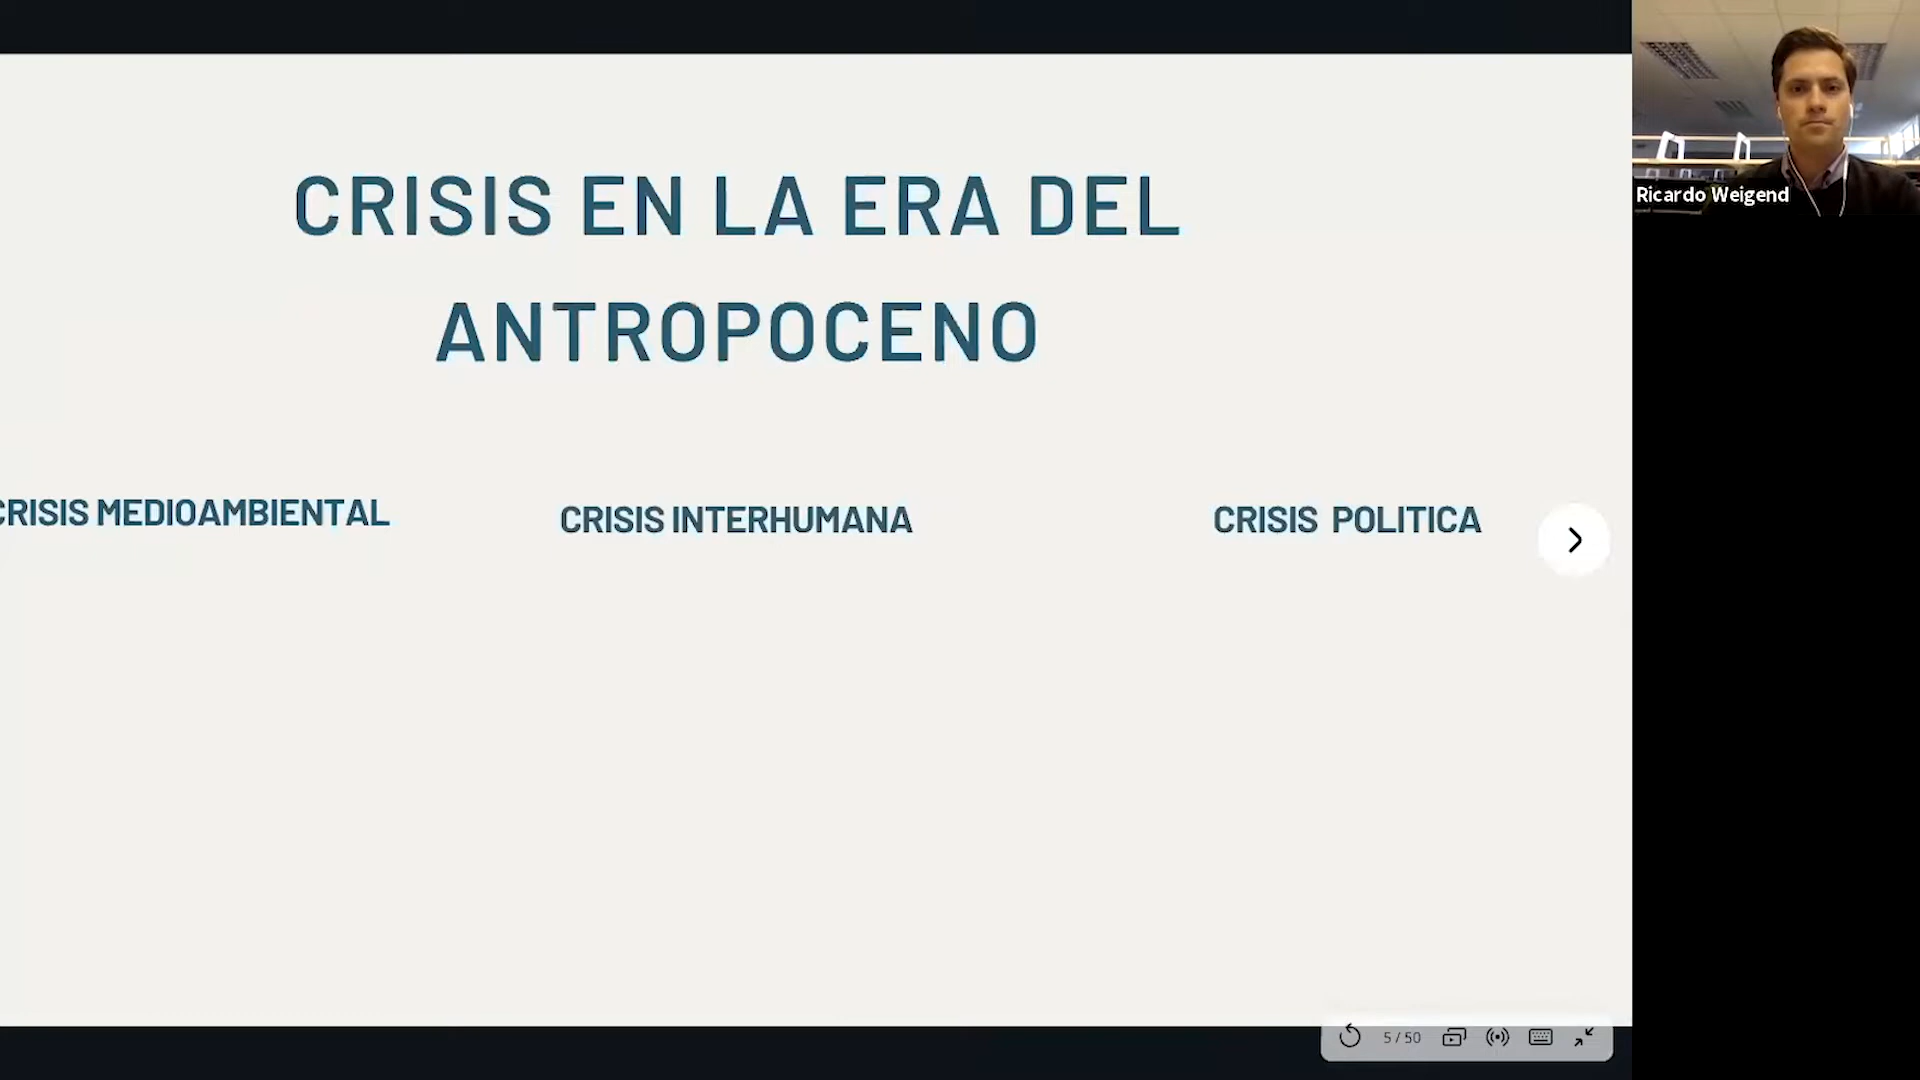 CRISIS EN LA ERA DEL
ANTROPOCENO
CRISIS MEDIOAMBIENTAL
CRISIS INTERHUMANA
CRISIS POLITICA
Ricardo Weigend
5 / 50